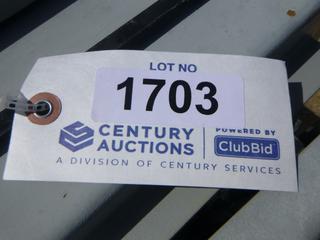 LOT NO
1703
CENTURY
AUCTIONS
POWERED BY
ClubBid
A DIVISION OF CENTURY SERVICES